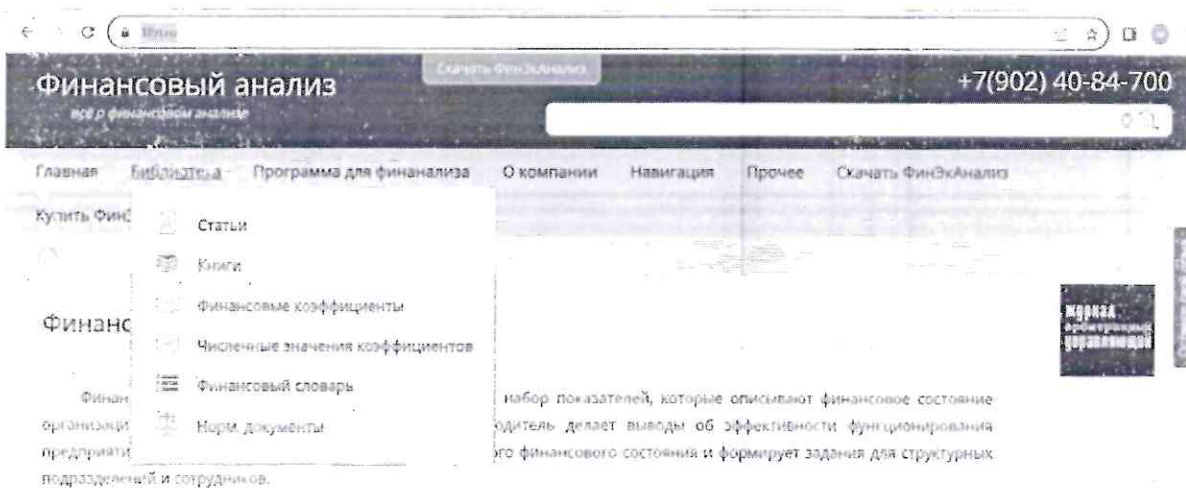 Скачать ФинЭкАнализ
Финансовый анализ
+7(902) 40-84-700
всё о финансовом анализе
Главная Библиотека Программа для финанализа О компании Навигация Прочее Скачать ФинЭкАнализ
Купить Фин
Статьи
Книги
Финансовые коэффициенты
Численные значения коэффициентов
Финансовый словарь
Норм. документы
Финанс
журнал
арбитражный
управляющий
Финан набор показателей, которые описывают финансовое состояние
организаци одитель делает выводы об эффективности функционирования
предприяти ого финансового состояния и формирует задания для структурных
подразделений и сотрудников.